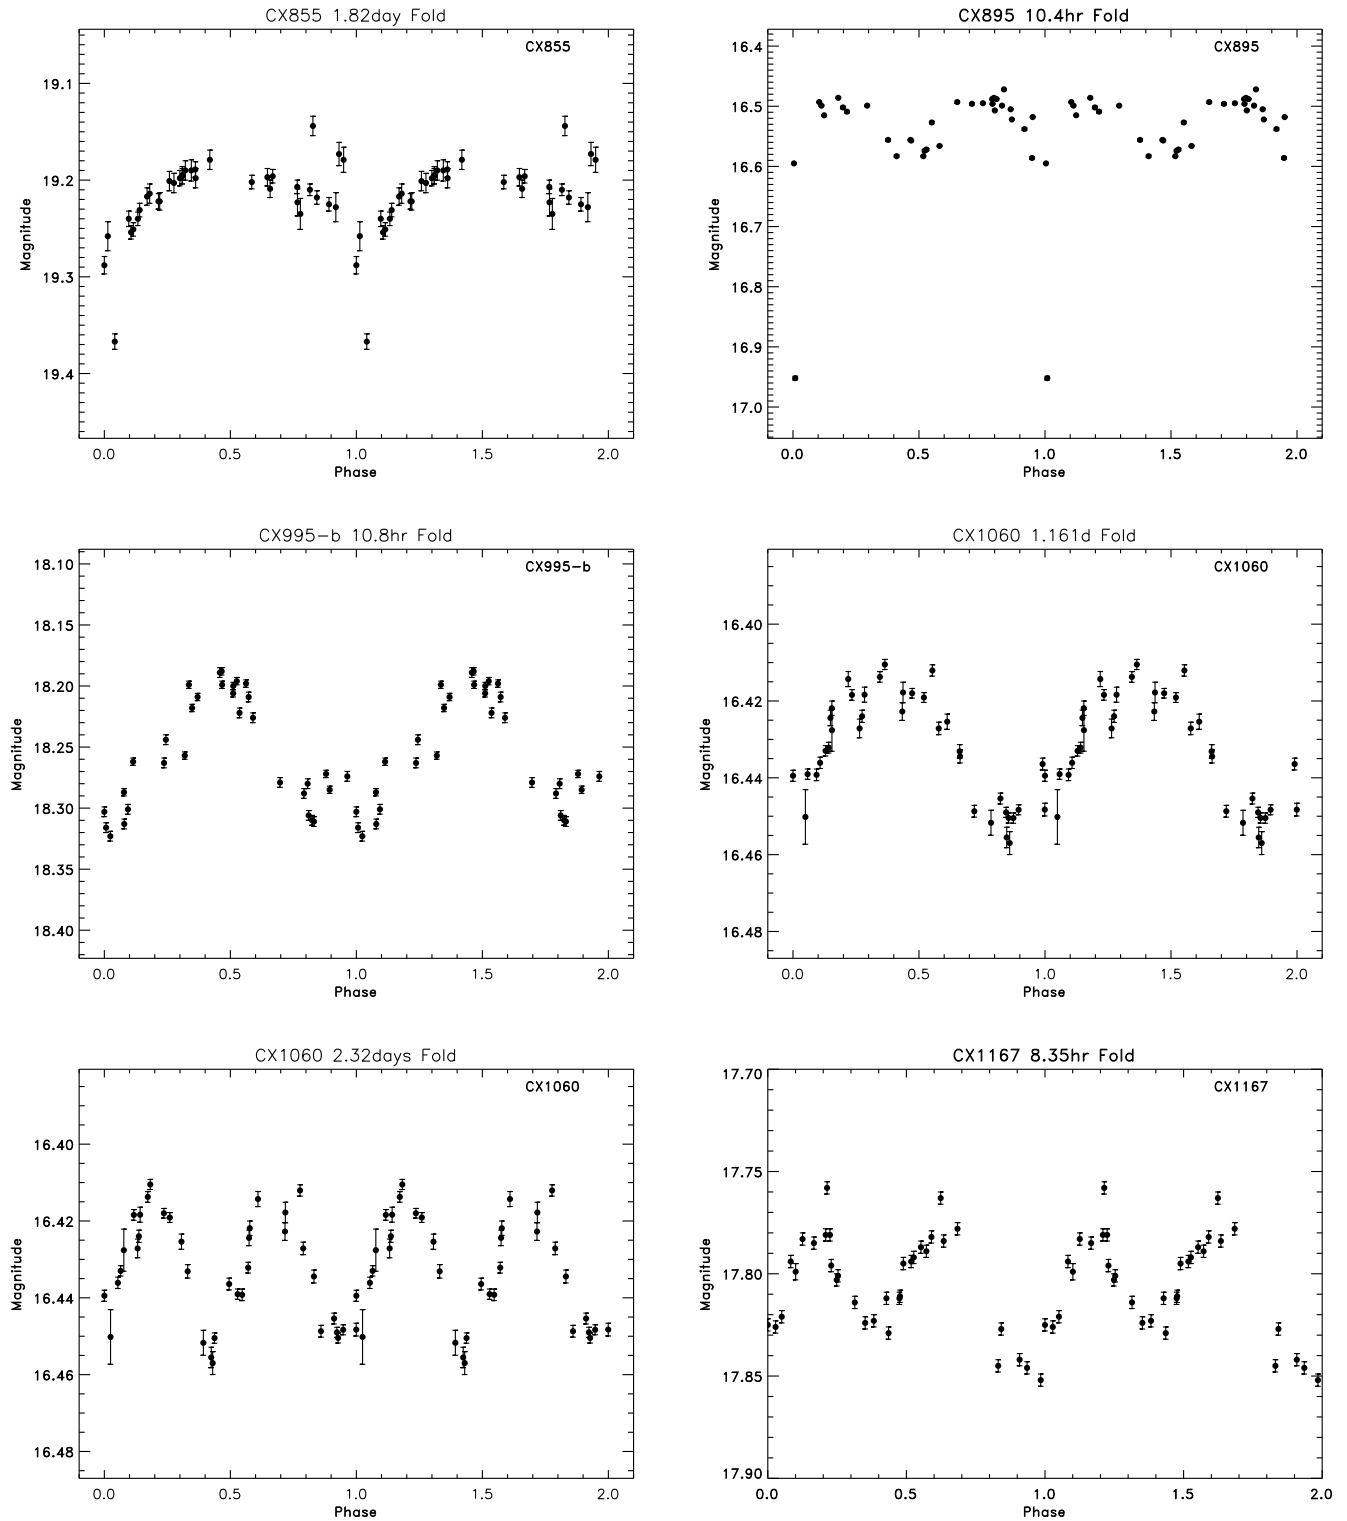 CX855 1.82day Fold
CX855
19.1
19.2
19.3
19.4
Magnitude
0.0 0.5 1.0 1.5 2.0
Phase
CX895 10.4hr Fold
CX895
16.4
16.5
16.6
16.7
16.8
16.9
17.0
Magnitude
0.0 0.5 1.0 1.5 2.0
Phase
CX995-b 10.8hr Fold
CX995-b
18.10
18.15
18.20
18.25
18.30
18.35
18.40
Magnitude
0.0 0.5 1.0 1.5 2.0
Phase
CX1060 1.161d Fold
CX1060
16.40
16.42
16.44
16.46
16.48
Magnitude
0.0 0.5 1.0 1.5 2.0
Phase
CX1060 2.32days Fold
CX1060
16.40
16.42
16.44
16.46
16.48
Magnitude
0.0 0.5 1.0 1.5 2.0
Phase
CX1167 8.35hr Fold
CX1167
17.70
17.75
17.80
17.85
17.90
Magnitude
0.0 0.5 1.0 1.5 2.0
Phase